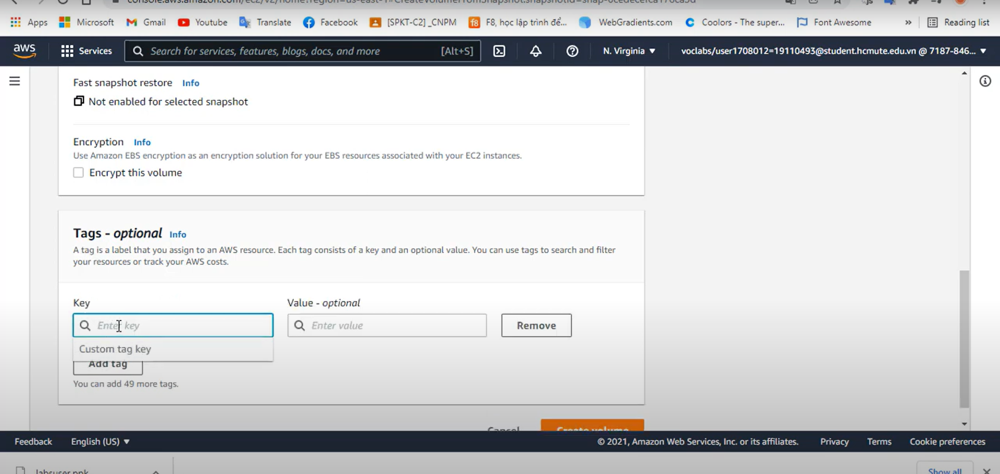 Apps Microsoft Gmail Youtube Translate Facebook [SPKT-C2] _CNPM F8, học lập trình để... WebGradients.com Coolors - The super... Font Awesome » Reading list
aws Services Search for services, features, blogs, docs, and more [Alt+S] N. Virginia voclabs/user1708012=19110493@student.hcmute.edu.vn @ 7187-846...
Fast snapshot restore Info
Not enabled for selected snapshot
Encryption Info
Use Amazon EBS encryption as an encryption solution for your EBS resources associated with your EC2 instances.
Encrypt this volume
Tags - optional Info
A tag is a label that you assign to an AWS resource. Each tag consists of a key and an optional value. You can use tags to search and filter
your resources or track your AWS costs.
Key Value - optional
Enter key Enter value Remove
Custom tag key
Add tag
You can add 49 more tags.
Cancel Create volume
Feedback English (US) © 2021, Amazon Web Services, Inc. or its affiliates. Privacy Terms Cookie preferences
labsuser.ppk Show all